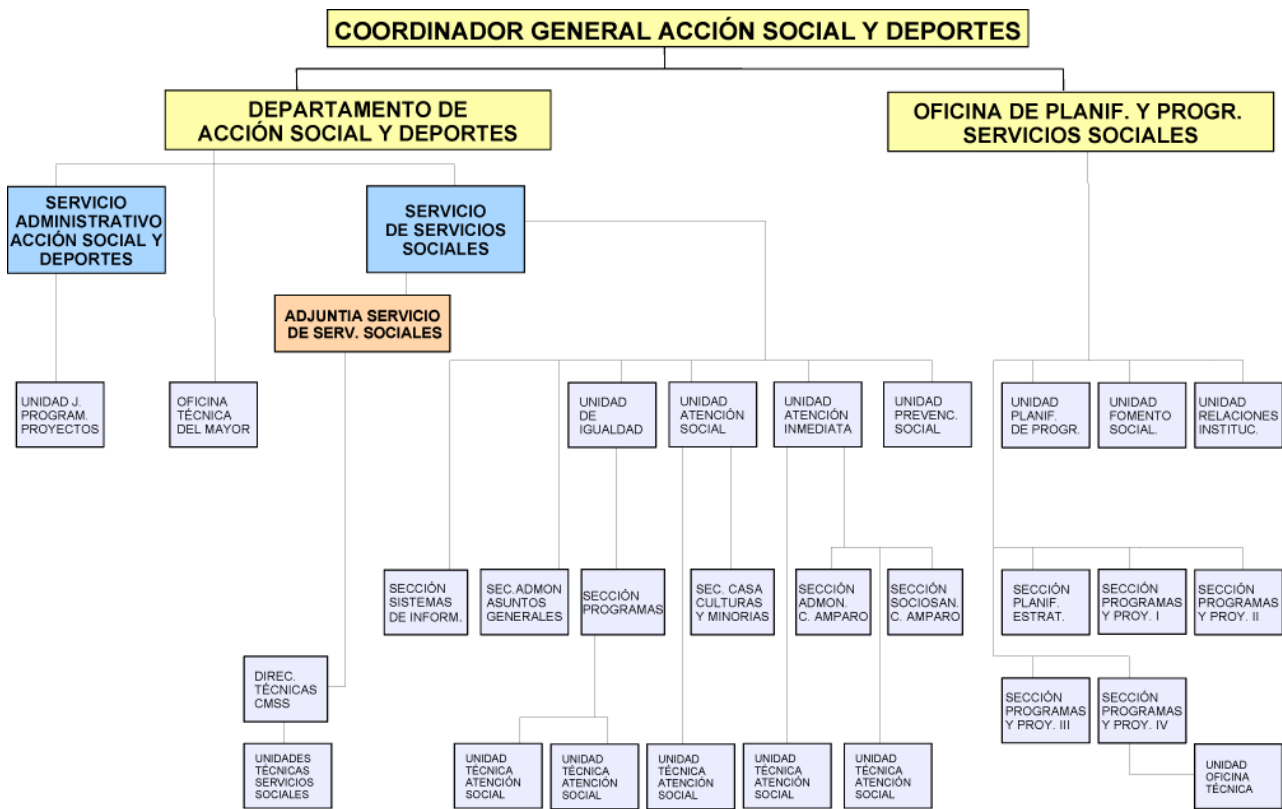 COORDINADOR GENERAL ACCIÓN SOCIAL Y DEPORTES
DEPARTAMENTO DE
ACCIÓN SOCIAL Y DEPORTES
OFICINA DE PLANIF. Y PROGR.
SERVICIOS SOCIALES
SERVICIO
ADMINISTRATIVO
ACCIÓN SOCIAL Y
DEPORTES
SERVICIO
DE SERVICIOS
SOCIALES
ADJUNTIA SERVICIO
DE SERV. SOCIALES
UNIDAD J.
PROGRAM.
PROYECTOS
OFICINA
TÉCNICA
DEL MAYOR
UNIDAD
DE
IGUALDAD
UNIDAD
ATENCIÓN
SOCIAL
UNIDAD
ATENCIÓN
INMEDIATA
UNIDAD
PREVENC.
SOCIAL
UNIDAD
PLANIF.
DE PROGR.
UNIDAD
FOMENTO
SOCIAL.
UNIDAD
RELACIONES
INSTITUC.
SECCIÓN
SISTEMAS
DE INFORM.
SEC.ADMON
ASUNTOS
GENERALES
SECCIÓN
PROGRAMAS
SEC. CASA
CULTURAS
Y MINORIAS
SECCIÓN
ADMON.
C. AMPARO
SECCIÓN
SOCIOSAN.
C. AMPARO
SECCIÓN
PLANIF.
ESTRAT.
SECCIÓN
PROGRAMAS
Y PROY. I
SECCIÓN
PROGRAMAS
Y PROY. II
DIREC.
TÉCNICAS
CMSS
SECCIÓN
PROGRAMAS
Y PROY. III
SECCIÓN
PROGRAMAS
Y PROY. IV
UNIDADES
TÉCNICAS
SERVICIOS
SOCIALES
UNIDAD
TÉCNICA
ATENCIÓN
SOCIAL
UNIDAD
TÉCNICA
ATENCIÓN
SOCIAL
UNIDAD
TÉCNICA
ATENCIÓN
SOCIAL
UNIDAD
TÉCNICA
ATENCIÓN
SOCIAL
UNIDAD
TÉCNICA
ATENCIÓN
SOCIAL
UNIDAD
OFICINA
TÉCNICA